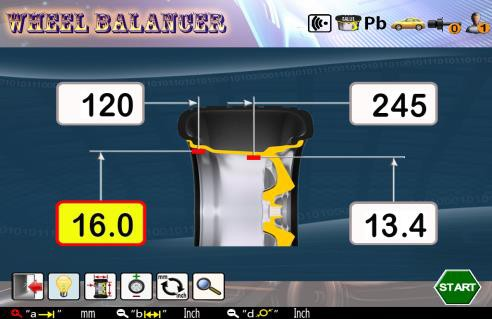 WHEEL BALANCER
Pb
0
1
120
245
16.0
13.4
mm
inch
START
"a" mm "b" Inch "d" Inch